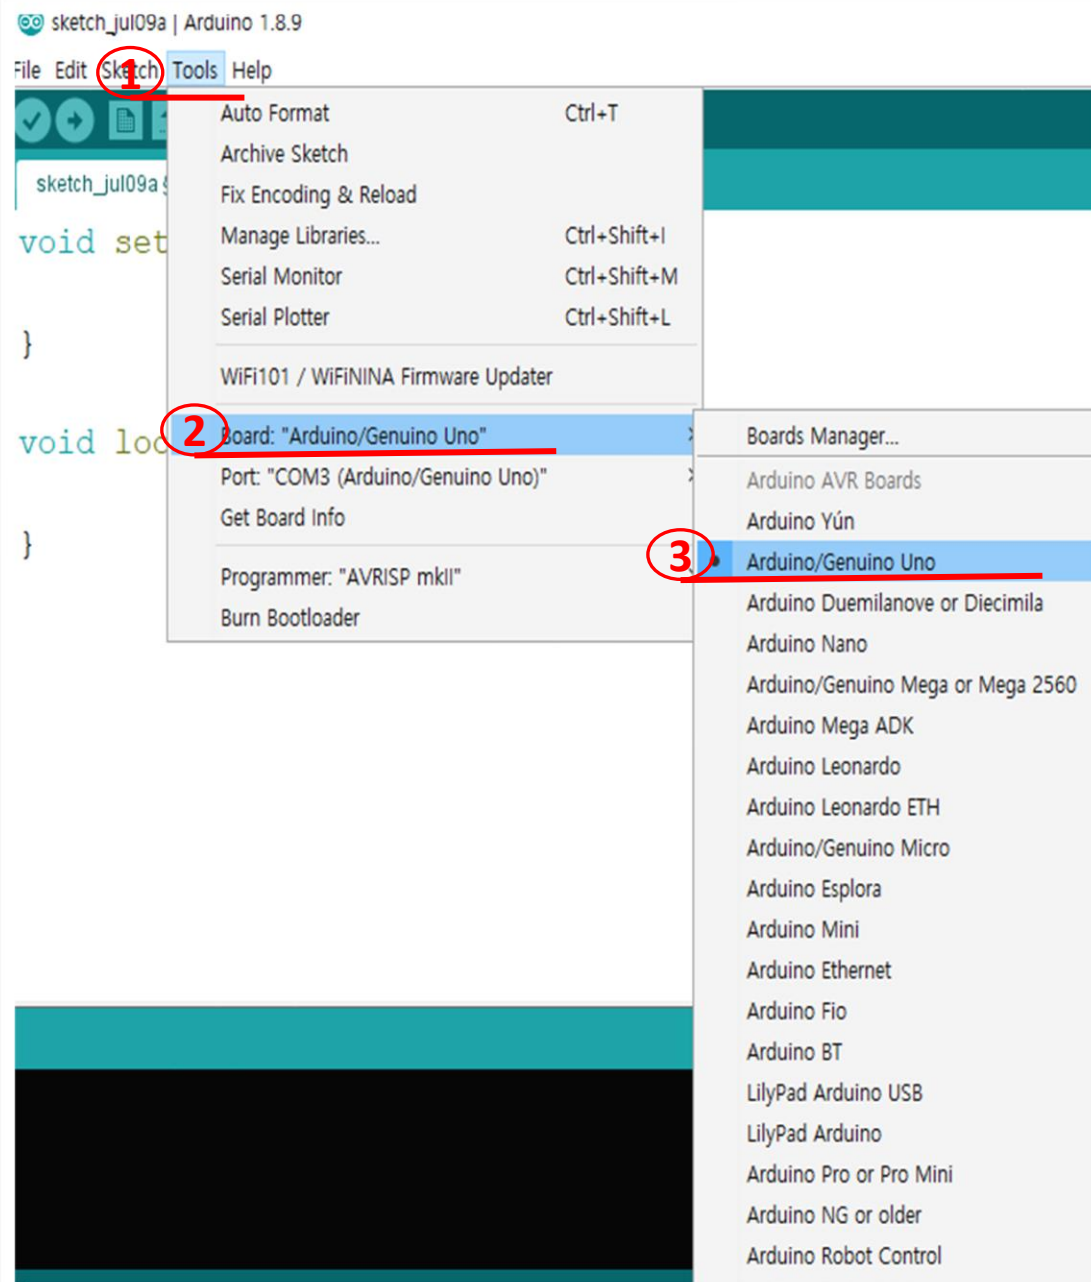 sketch_jul09a | Arduino 1.8.9
File Edit Sketch Tools Help
1
Auto Format Ctrl+T
Archive Sketch
sketch_jul09a
Fix Encoding & Reload
void set
Manage Libraries... Ctrl+Shift+I
Serial Monitor Ctrl+Shift+M
Serial Plotter Ctrl+Shift+L
}
WiFi101 / WiFiNINA Firmware Updater
2
Board: "Arduino/Genuino Uno"
void loo
Port: "COM3 (Arduino/Genuino Uno)"
Get Board Info
}
Programmer: "AVRISP mkII"
Burn Bootloader
Boards Manager...
Arduino AVR Boards
Arduino Yún
3
Arduino/Genuino Uno
Arduino Duemilanove or Diecimila
Arduino Nano
Arduino/Genuino Mega or Mega 2560
Arduino Mega ADK
Arduino Leonardo
Arduino Leonardo ETH
Arduino/Genuino Micro
Arduino Esplora
Arduino Mini
Arduino Ethernet
Arduino Fio
Arduino BT
LilyPad Arduino USB
LilyPad Arduino
Arduino Pro or Pro Mini
Arduino NG or older
Arduino Robot Control